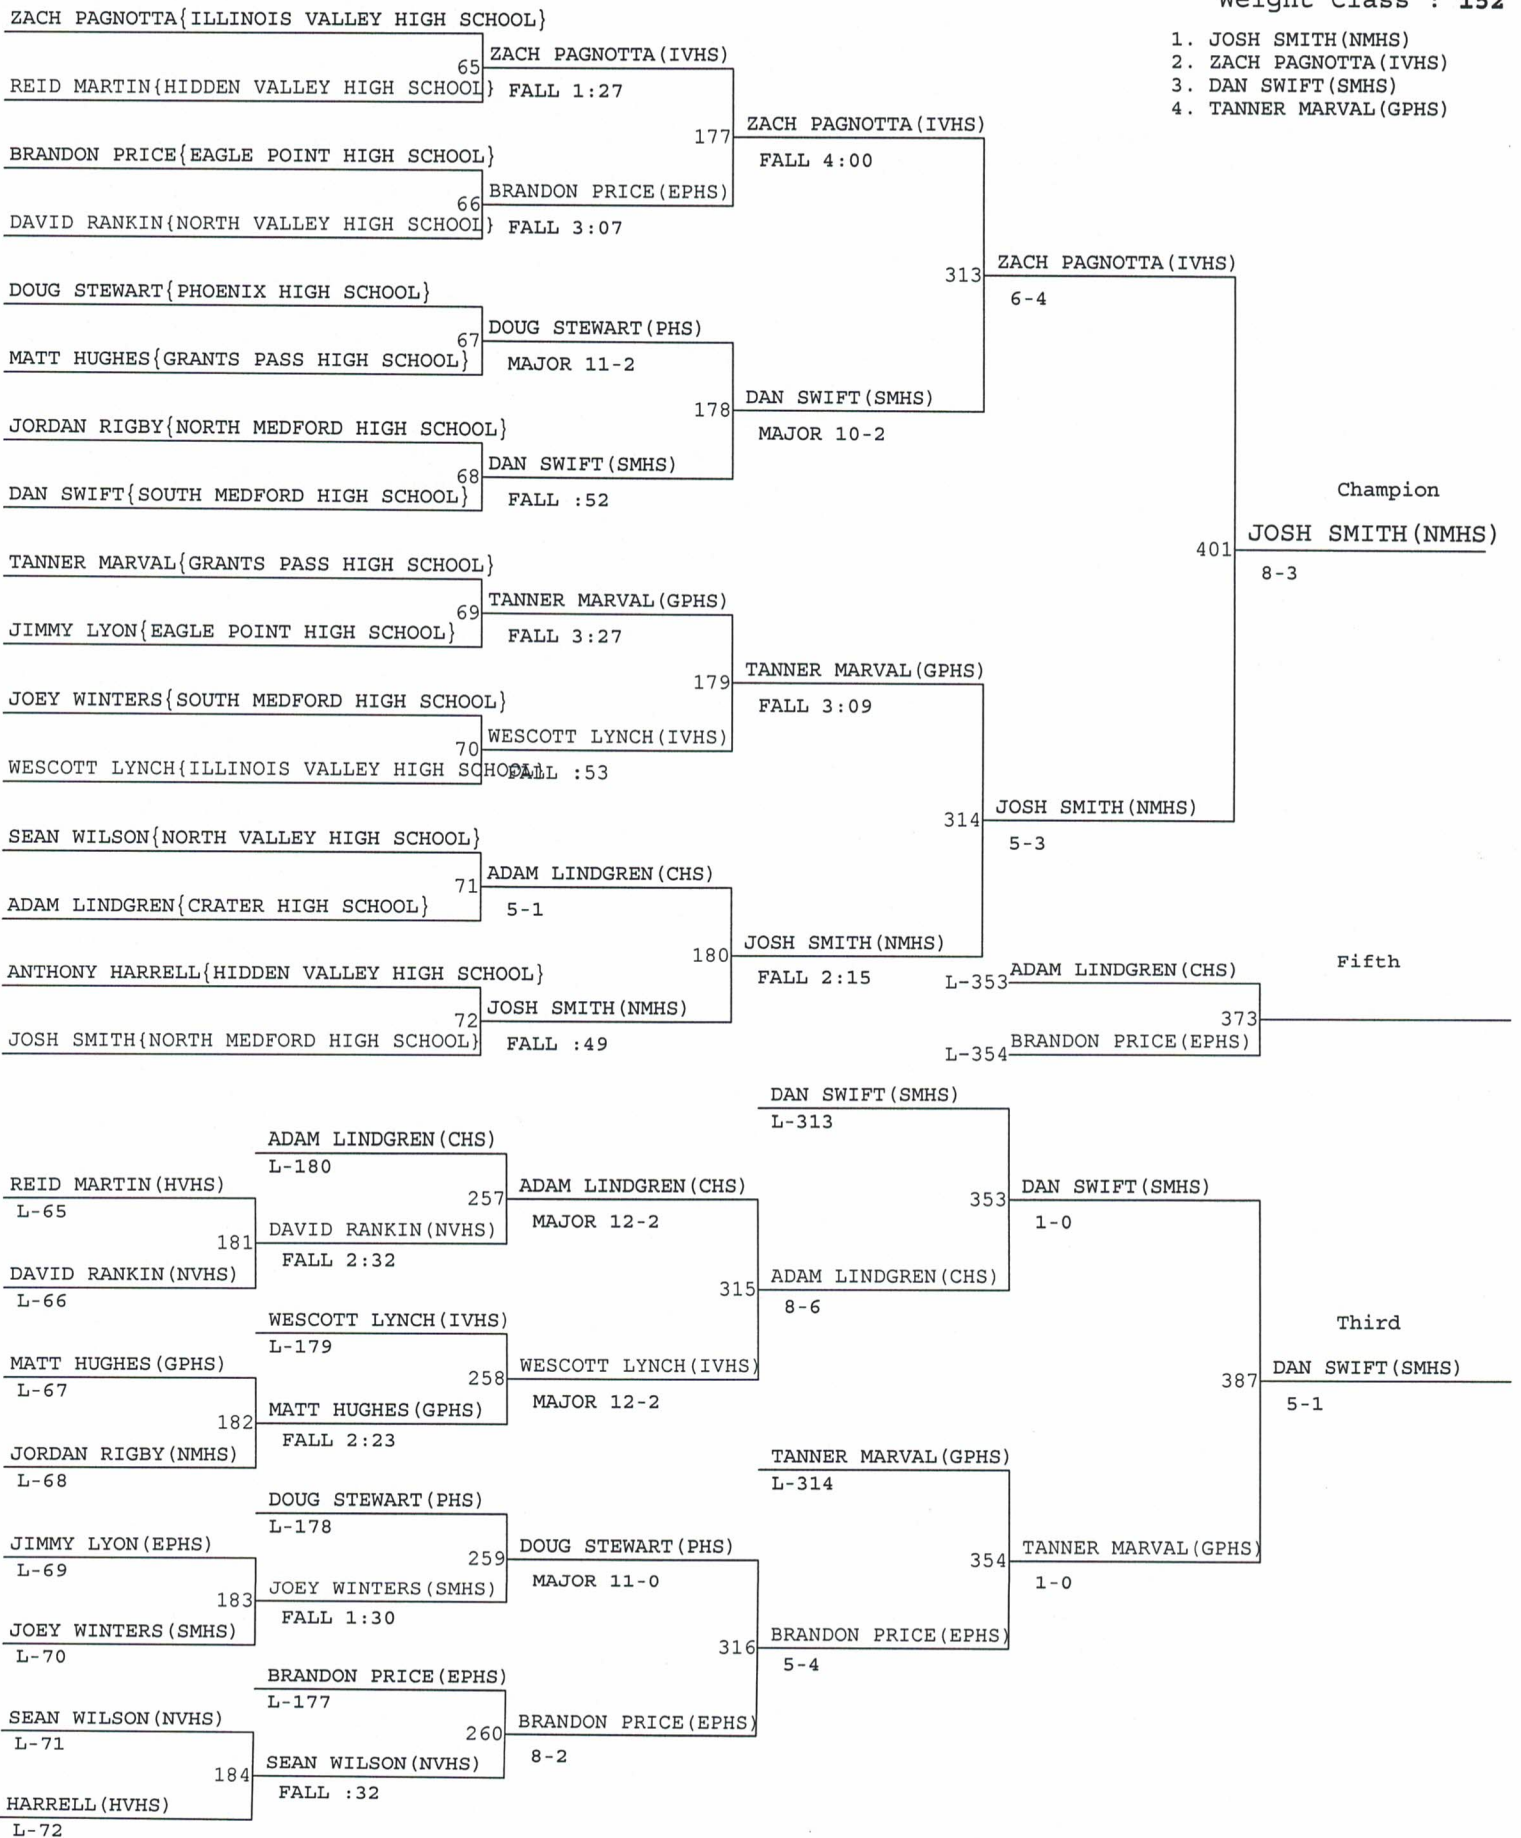 Weight Class : 152
1. JOSH SMITH(NMHS)
2. ZACH PAGNOTTA(IVHS)
3. DAN SWIFT(SMHS)
4. TANNER MARVAL(GPHS)
ZACH PAGNOTTA{ILLINOIS VALLEY HIGH SCHOOL}
65 ZACH PAGNOTTA(IVHS)
REID MARTIN{HIDDEN VALLEY HIGH SCHOOL} FALL 1:27
177 ZACH PAGNOTTA(IVHS)
FALL 4:00
BRANDON PRICE{EAGLE POINT HIGH SCHOOL}
66 BRANDON PRICE(EPHS)
DAVID RANKIN{NORTH VALLEY HIGH SCHOOL} FALL 3:07
313 ZACH PAGNOTTA(IVHS)
6-4
DOUG STEWART{PHOENIX HIGH SCHOOL}
67 DOUG STEWART(PHS)
MATT HUGHES{GRANTS PASS HIGH SCHOOL} MAJOR 11-2
178 DAN SWIFT(SMHS)
MAJOR 10-2
JORDAN RIGBY{NORTH MEDFORD HIGH SCHOOL}
68 DAN SWIFT(SMHS)
DAN SWIFT{SOUTH MEDFORD HIGH SCHOOL} FALL :52
Champion
401 JOSH SMITH(NMHS)
8-3
TANNER MARVAL{GRANTS PASS HIGH SCHOOL}
69 TANNER MARVAL(GPHS)
JIMMY LYON{EAGLE POINT HIGH SCHOOL} FALL 3:27
179 TANNER MARVAL(GPHS)
FALL 3:09
JOEY WINTERS{SOUTH MEDFORD HIGH SCHOOL}
70 WESCOTT LYNCH(IVHS)
WESCOTT LYNCH{ILLINOIS VALLEY HIGH SCHOOL} FALL :53
314 JOSH SMITH(NMHS)
5-3
SEAN WILSON{NORTH VALLEY HIGH SCHOOL}
71 ADAM LINDGREN(CHS)
ADAM LINDGREN{CRATER HIGH SCHOOL} 5-1
180 JOSH SMITH(NMHS)
FALL 2:15
ANTHONY HARRELL{HIDDEN VALLEY HIGH SCHOOL}
72 JOSH SMITH(NMHS)
JOSH SMITH{NORTH MEDFORD HIGH SCHOOL} FALL :49
Fifth
L-353 ADAM LINDGREN(CHS)
373
L-354 BRANDON PRICE(EPHS)
DAN SWIFT(SMHS)
L-313
ADAM LINDGREN(CHS)
L-180
REID MARTIN(HVHS)
L-65
257 ADAM LINDGREN(CHS)
MAJOR 12-2
353 DAN SWIFT(SMHS)
1-0
181 DAVID RANKIN(NVHS)
FALL 2:32
DAVID RANKIN(NVHS)
L-66
315 ADAM LINDGREN(CHS)
8-6
WESCOTT LYNCH(IVHS)
L-179
Third
MATT HUGHES(GPHS)
L-67
258 WESCOTT LYNCH(IVHS)
MAJOR 12-2
387 DAN SWIFT(SMHS)
5-1
182 MATT HUGHES(GPHS)
FALL 2:23
JORDAN RIGBY(NMHS)
L-68
TANNER MARVAL(GPHS)
L-314
DOUG STEWART(PHS)
L-178
JIMMY LYON(EPHS)
L-69
259 DOUG STEWART(PHS)
MAJOR 11-0
354 TANNER MARVAL(GPHS)
1-0
183 JOEY WINTERS(SMHS)
FALL 1:30
JOEY WINTERS(SMHS)
L-70
316 BRANDON PRICE(EPHS)
5-4
BRANDON PRICE(EPHS)
L-177
SEAN WILSON(NVHS)
L-71
260 BRANDON PRICE(EPHS)
8-2
184 SEAN WILSON(NVHS)
FALL :32
HARRELL(HVHS)
L-72